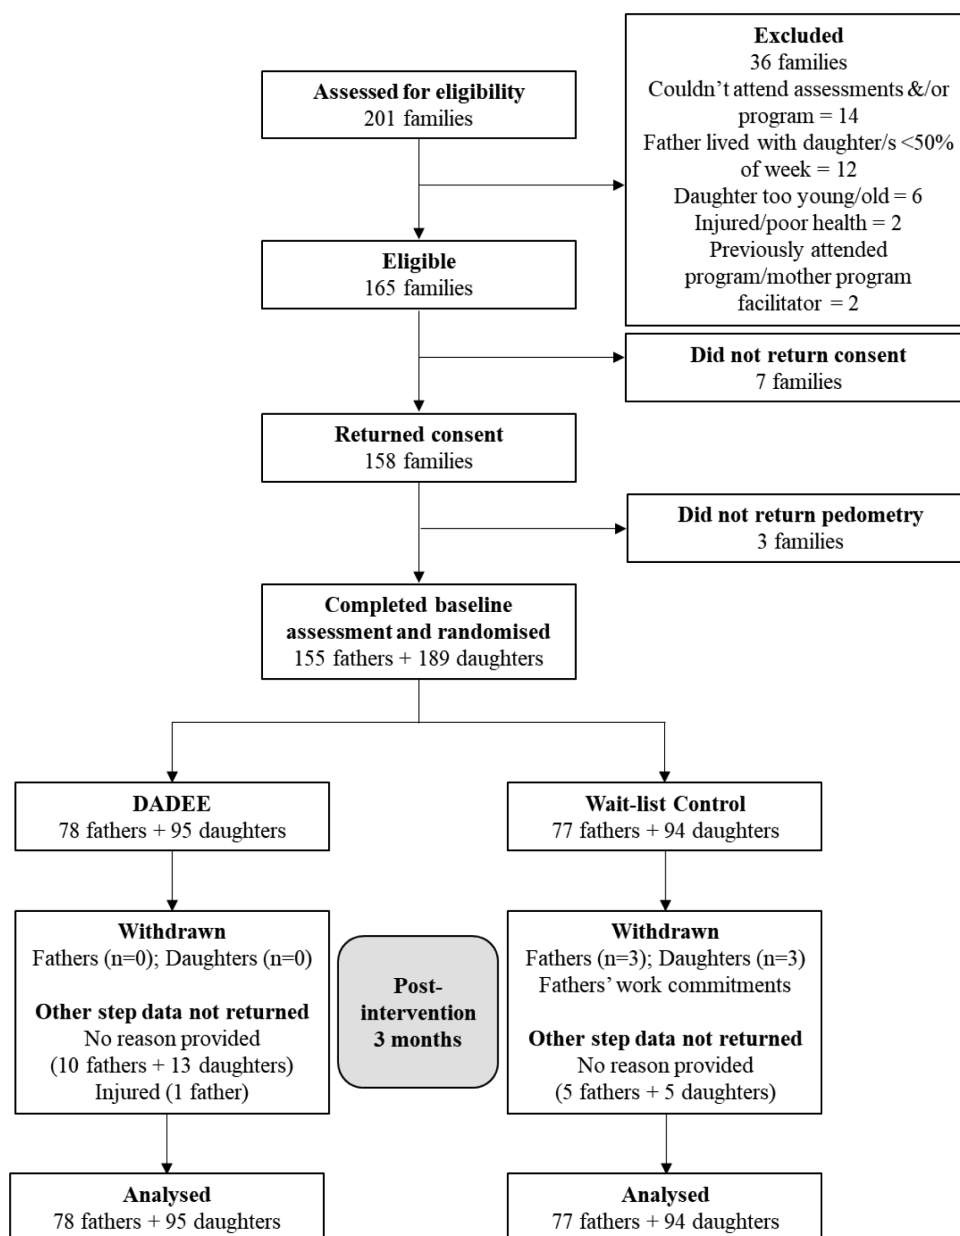 Assessed for eligibility
201 families
Excluded
36 families
Couldn't attend assessments &/or
program = 14
Father lived with daughter/s <50%
of week = 12
Daughter too young/old = 6
Injured/poor health = 2
Previously attended
program/mother program
facilitator = 2
Eligible
165 families
Did not return consent
7 families
Returned consent
158 families
Did not return pedometry
3 families
Completed baseline
assessment and randomised
155 fathers + 189 daughters
DADEE
78 fathers + 95 daughters
Wait-list Control
77 fathers + 94 daughters
Withdrawn
Fathers (n=0); Daughters (n=0)
Other step data not returned
No reason provided
(10 fathers + 13 daughters)
Injured (1 father)
Post-
intervention
3 months
Withdrawn
Fathers (n=3); Daughters (n=3)
Fathers' work commitments
Other step data not returned
No reason provided
(5 fathers + 5 daughters)
Analysed
78 fathers + 95 daughters
Analysed
77 fathers + 94 daughters